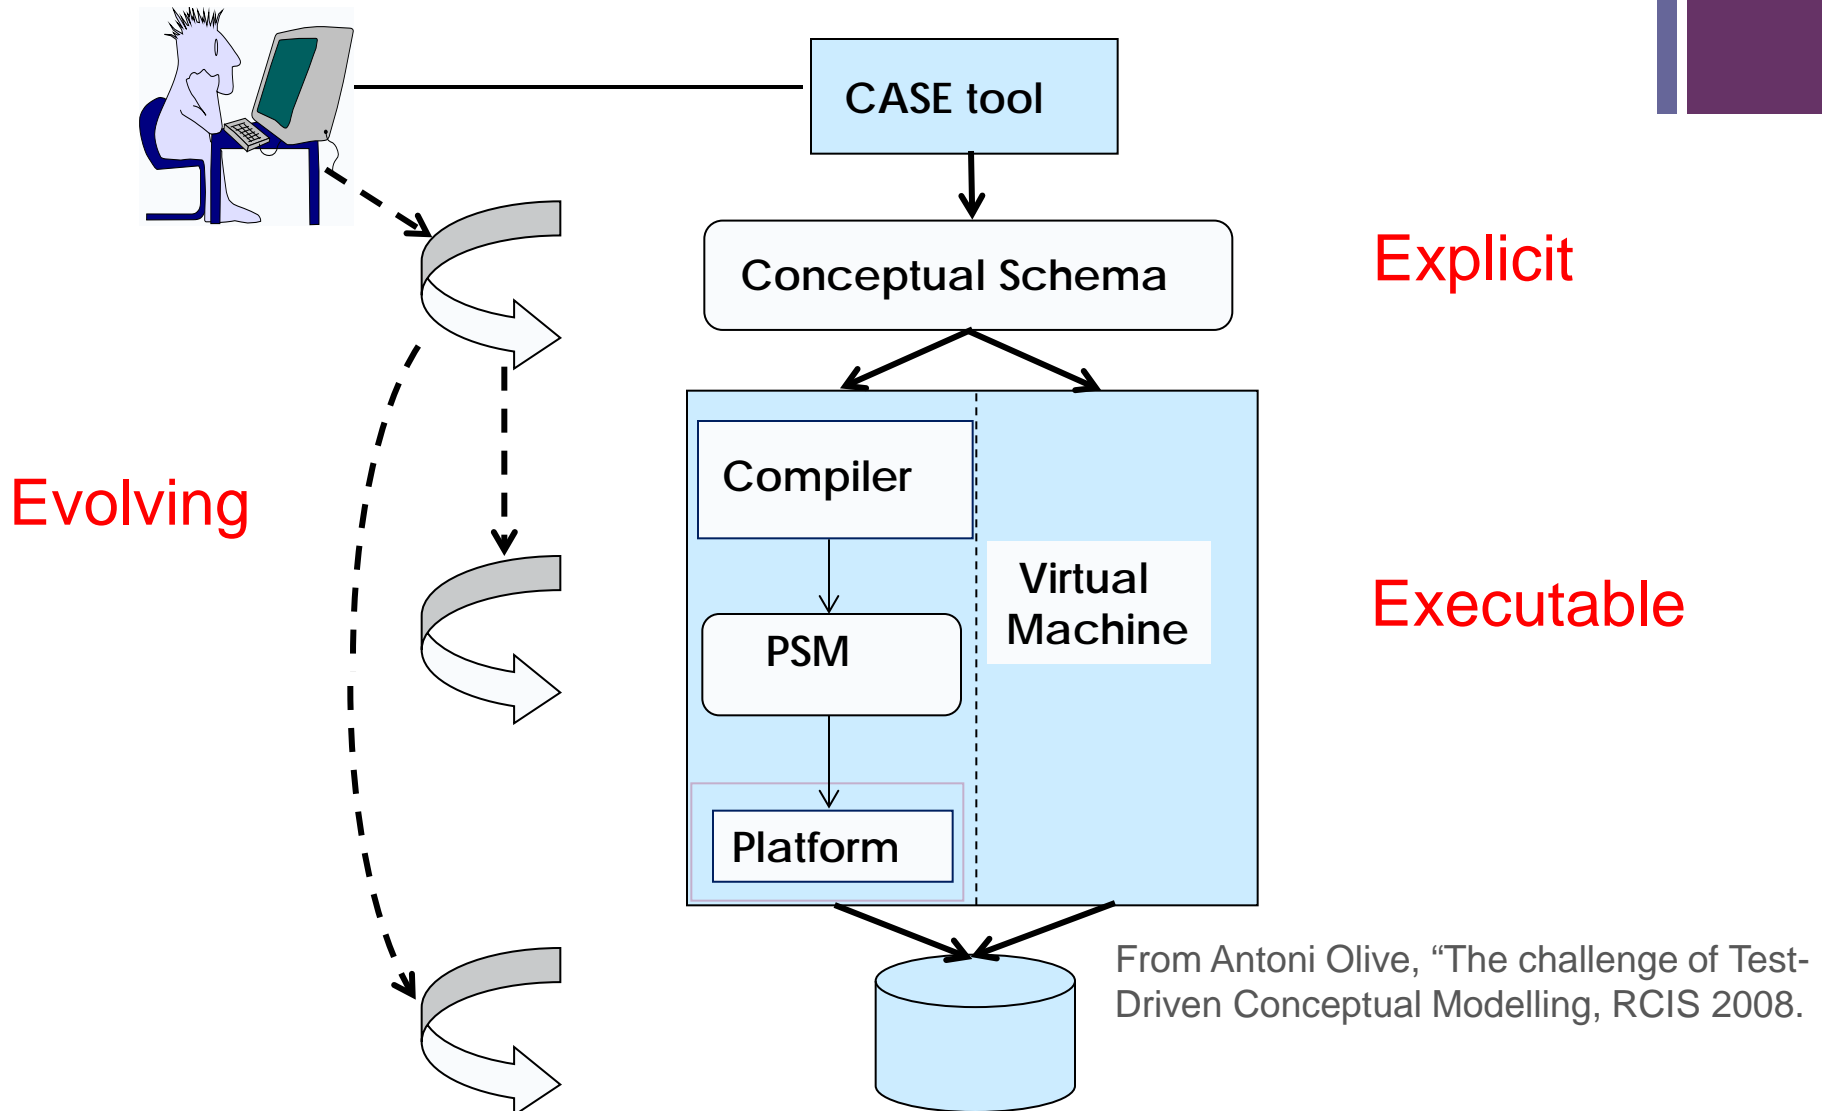 CASE tool
Conceptual Schema
Explicit
Compiler
Evolving
Virtual
Machine
Executable
PSM
Platform
From Antoni Olive, “The challenge of Test-
Driven Conceptual Modelling, RCIS 2008.